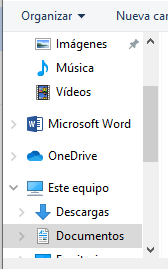 Organizar Nueva car
Imágenes
Música
Vídeos
Microsoft Word
OneDrive
Este equipo
Descargas
Documentos